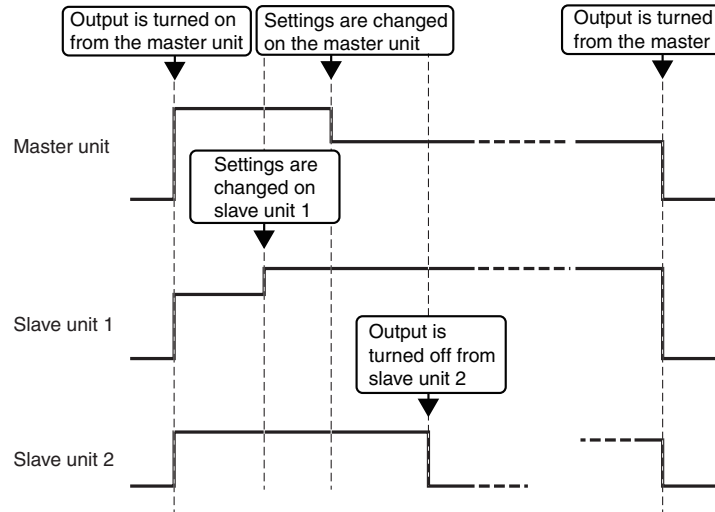 Output is turned on
from the master unit
Settings are changed
on the master unit
Output is turned
from the master
Master unit
Settings are
changed on
slave unit 1
Slave unit 1
Output is
turned off from
slave unit 2
Slave unit 2